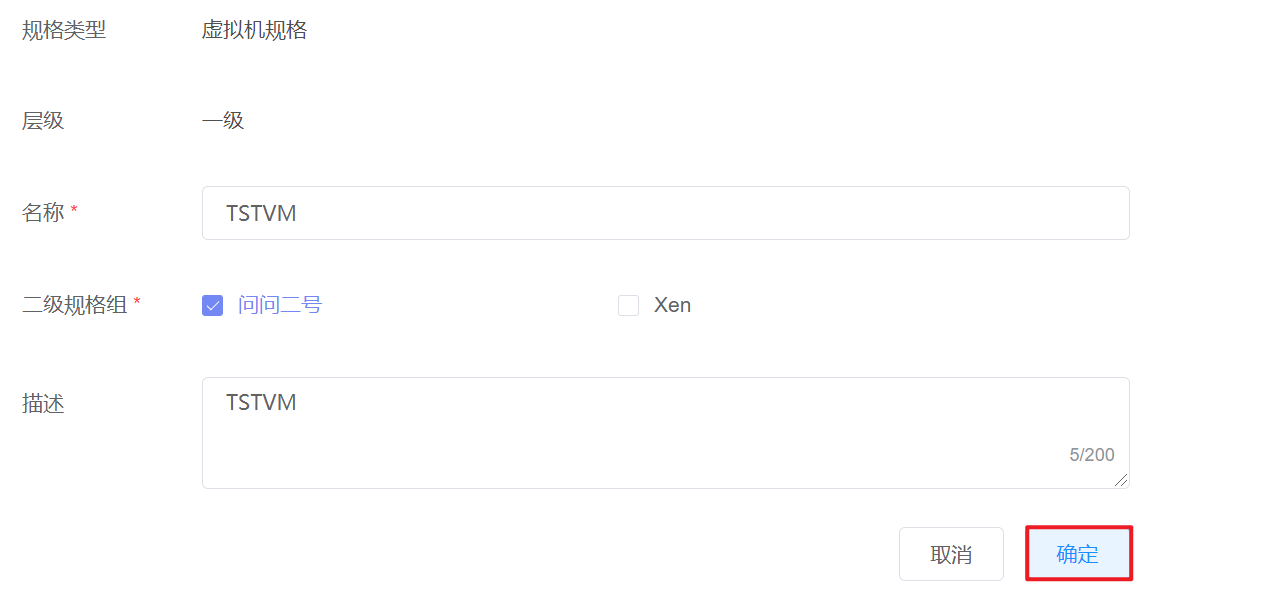 规格类型 虚拟机规格
层级 一级
名称 * TSTVM
二级规格组 * 问问二号 Xen
描述 TSTVM
5/200
取消 确定